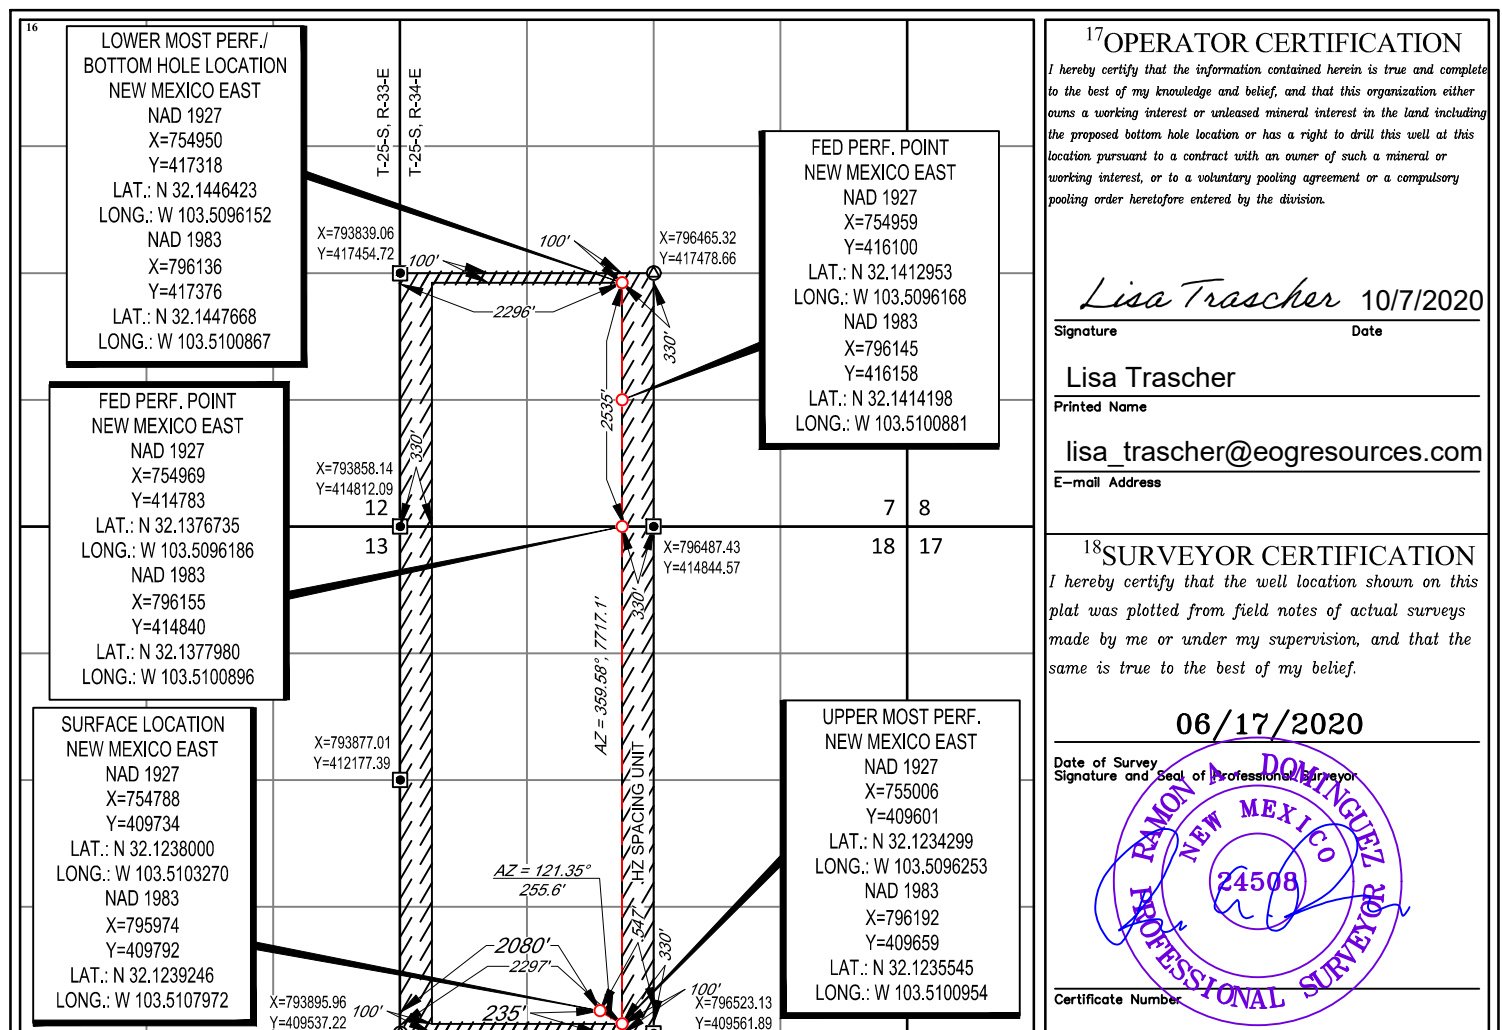 16
LOWER MOST PERF./
BOTTOM HOLE LOCATION
NEW MEXICO EAST
NAD 1927
X=754950
Y=417318
LAT.: N 32.1446423
LONG.: W 103.5096152
NAD 1983
X=796136
Y=417376
LAT.: N 32.1447668
LONG.: W 103.5100867
T-25-S, R-33-E
T-25-S, R-34-E
FED PERF. POINT
NEW MEXICO EAST
NAD 1927
X=754959
Y=416100
LAT.: N 32.1412953
LONG.: W 103.5096168
NAD 1983
X=796145
Y=416158
LAT.: N 32.1414198
LONG.: W 103.5100881
X=793839.06
Y=417454.72
100'
100'
X=796465.32
Y=417478.66
2296'
330'
2535'
330'
FED PERF. POINT
NEW MEXICO EAST
NAD 1927
X=754969
Y=414783
LAT.: N 32.1376735
LONG.: W 103.5096186
NAD 1983
X=796155
Y=414840
LAT.: N 32.1377980
LONG.: W 103.5100896
X=793858.14
Y=414812.09
12
13
7
8
18
17
X=796487.43
Y=414844.57
330'
AZ = 359.58°, 7717.1'
HZ SPACING UNIT
SURFACE LOCATION
NEW MEXICO EAST
NAD 1927
X=754788
Y=409734
LAT.: N 32.1238000
LONG.: W 103.5103270
NAD 1983
X=795974
Y=409792
LAT.: N 32.1239246
LONG.: W 103.5107972
X=793877.01
Y=412177.39
UPPER MOST PERF.
NEW MEXICO EAST
NAD 1927
X=755006
Y=409601
LAT.: N 32.1234299
LONG.: W 103.5096253
NAD 1983
X=796192
Y=409659
LAT.: N 32.1235545
LONG.: W 103.5100954
AZ = 121.35°
255.6'
547'
330'
2080'
2297'
X=793895.96
Y=409537.22
100'
235'
100'
X=796523.13
Y=409561.89
17OPERATOR CERTIFICATION
I hereby certify that the information contained herein is true and complete
to the best of my knowledge and belief, and that this organization either
owns a working interest or unleased mineral interest in the land including
the proposed bottom hole location or has a right to drill this well at this
location pursuant to a contract with an owner of such a mineral or
working interest, or to a voluntary pooling agreement or a compulsory
pooling order heretofore entered by the division.
Lisa Trascher 10/7/2020
Signature Date
Lisa Trascher
Printed Name
lisa_trascher@eogresources.com
E-mail Address
18SURVEYOR CERTIFICATION
I hereby certify that the well location shown on this
plat was plotted from field notes of actual surveys
made by me or under my supervision, and that the
same is true to the best of my belief.
06/17/2020
Date of Survey
Signature and Seal of Professional Surveyor
RAMON A. DOMINGUEZ
NEW MEXICO
24508
PROFESSIONAL SURVEYOR
Certificate Number